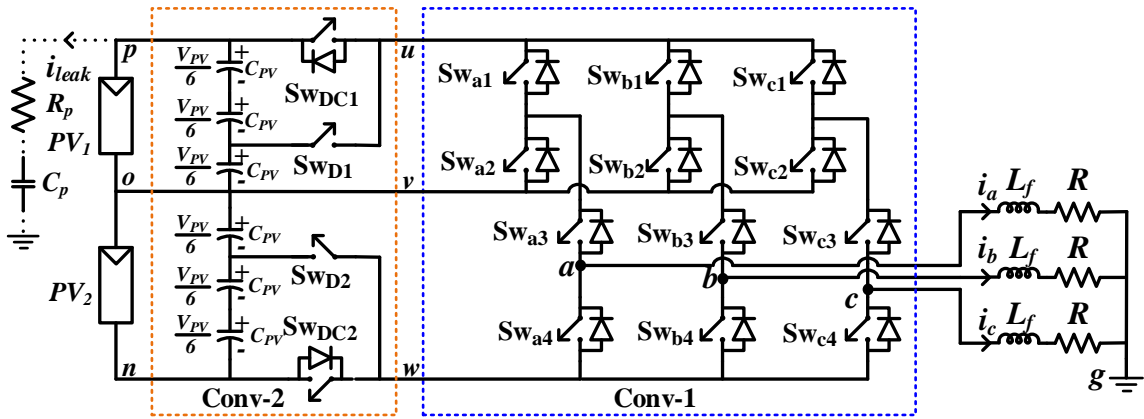 p
i_leak
R_p
PV_1
C_p
o
PV_2
n
V_PV/6
+
-
C_PV
V_PV/6
+
-
C_PV
V_PV/6
+
-
C_PV
V_PV/6
+
-
C_PV
V_PV/6
+
-
C_PV
V_PV/6
+
-
C_PV
Sw_DC1
Sw_D1
Sw_D2
Sw_DC2
Conv-2
u
v
w
Sw_a1
Sw_b1
Sw_c1
Sw_a2
Sw_b2
Sw_c2
Sw_a3
Sw_b3
Sw_c3
a
b
c
Sw_a4
Sw_b4
Sw_c4
Conv-1
i_a L_f R
i_b L_f R
i_c L_f R
g